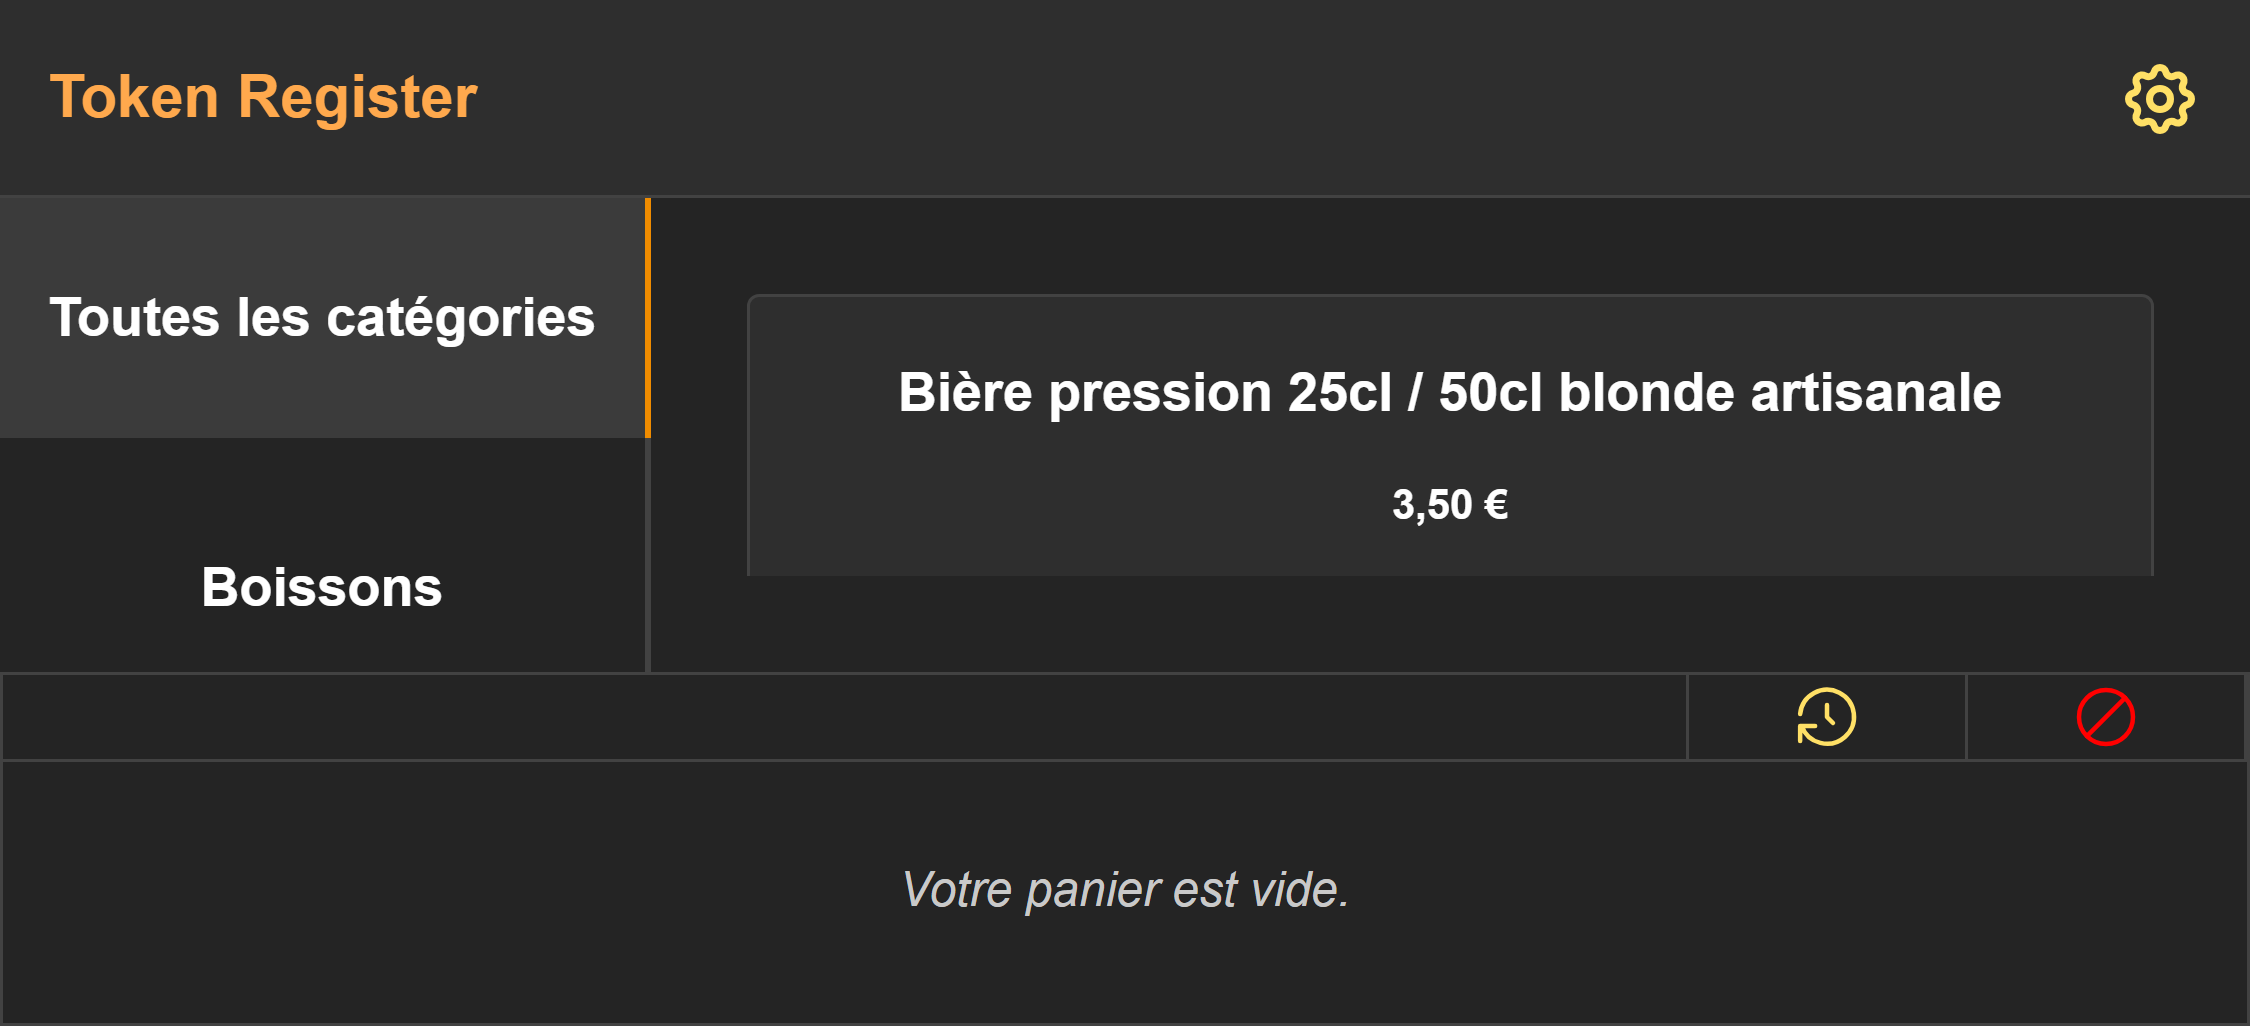 Token Register
Toutes les catégories
Boissons
Bière pression 25cl / 50cl blonde artisanale
3,50 €
Votre panier est vide.